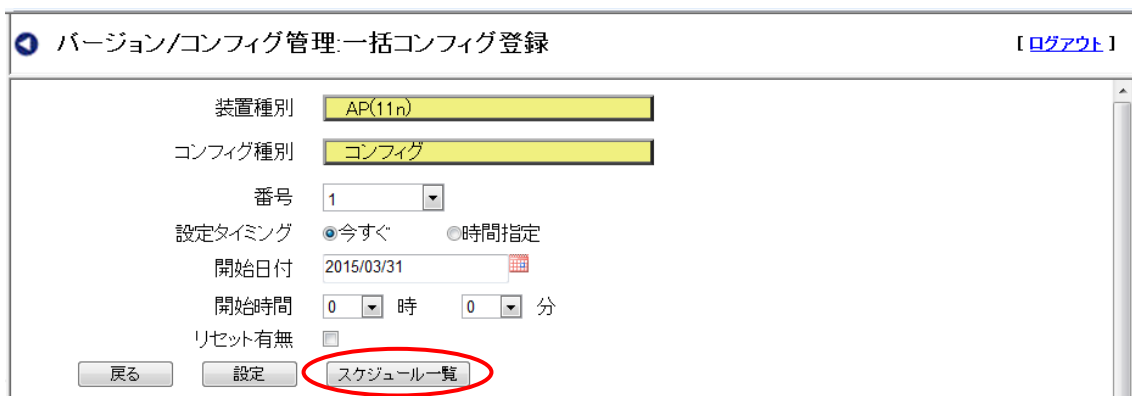 バージョン/コンフィグ管理:一括コンフィグ登録 [ ログアウト ]
装置種別 AP(11n)
コンフィグ種別 コンフィグ
番号 1
設定タイミング 今すぐ 時間指定
開始日付 2015/03/31
開始時間 0 時 0 分
リセット有無
戻る 設定 スケジュール一覧